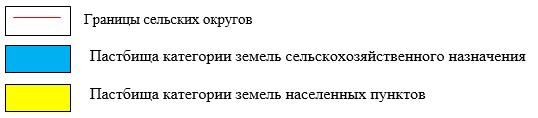 Границы сельских округов
Пастбища категории земель сельскохозяйственного назначения
Пастбища категории земель населенных пунктов